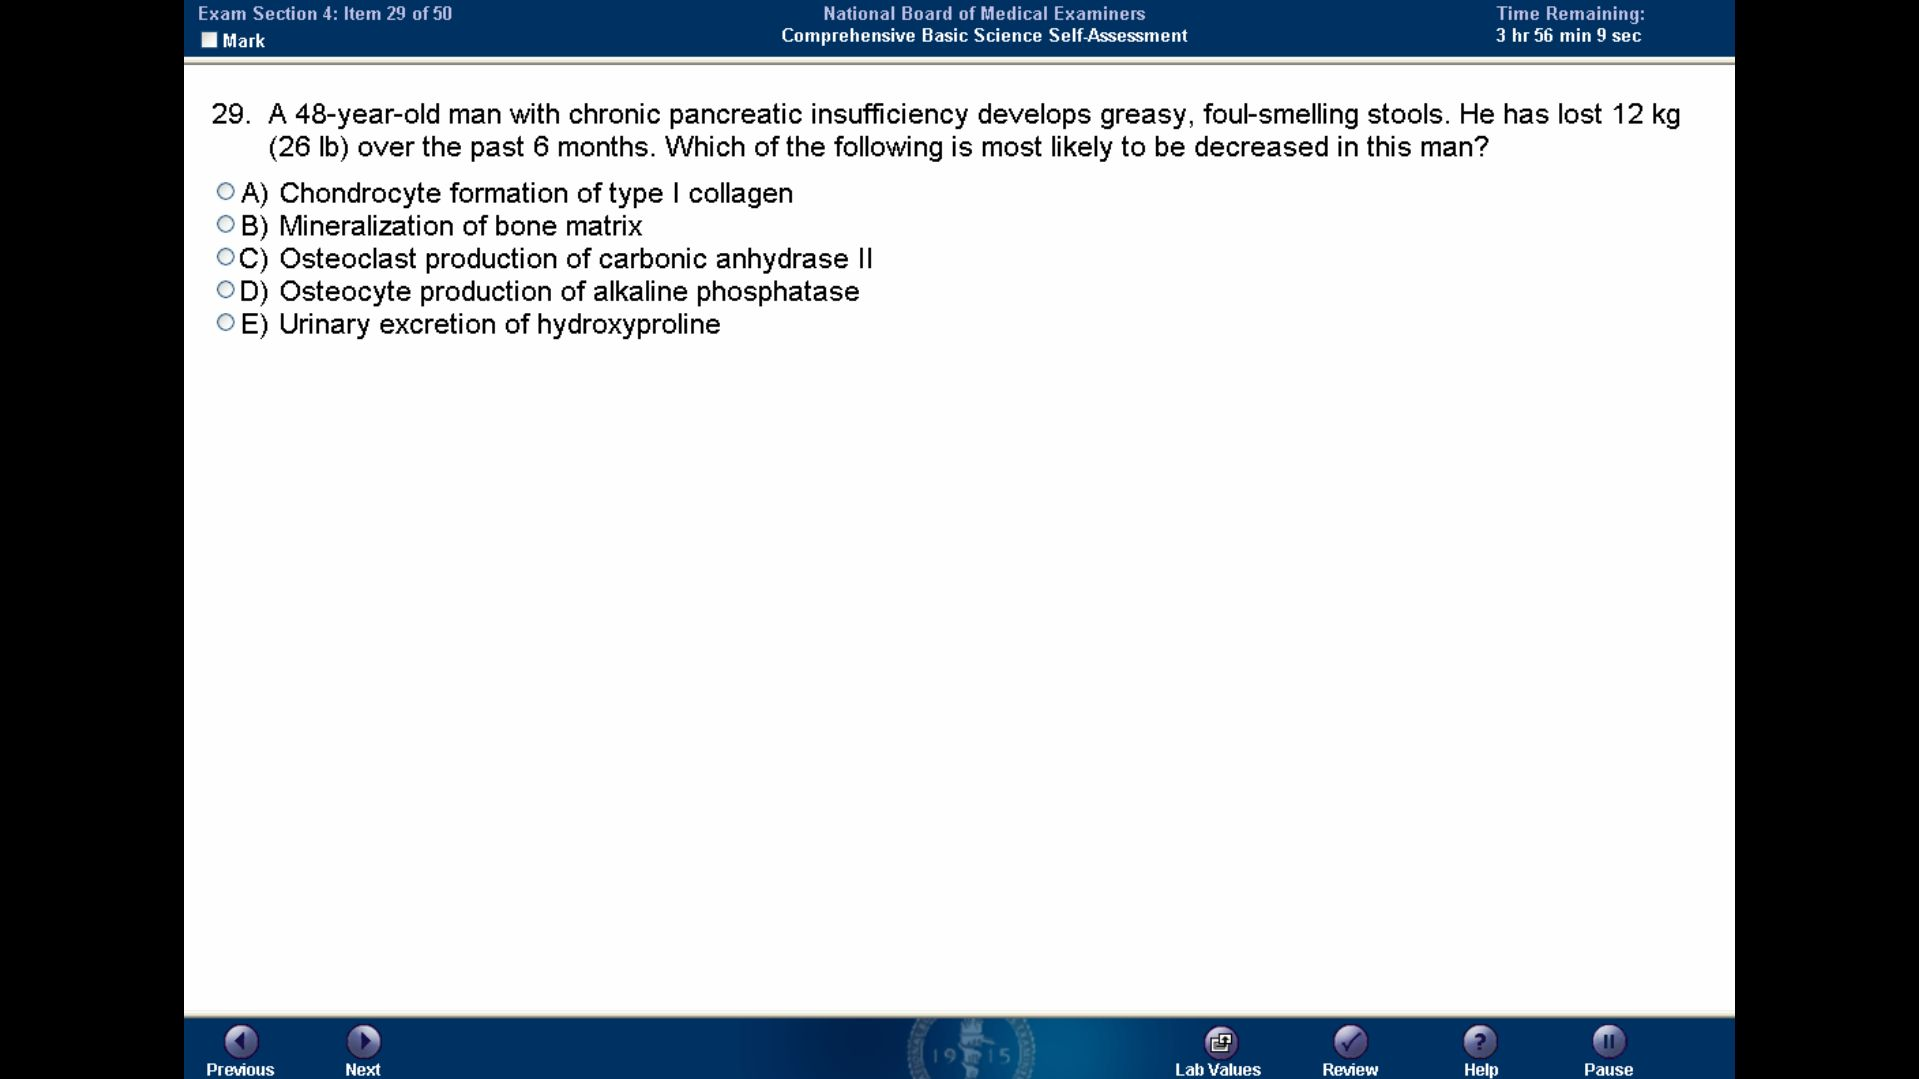 Exam Section 4: Item 29 of 50
Mark
National Board of Medical Examiners
Comprehensive Basic Science Self-Assessment
Time Remaining:
3 hr 56 min 9 sec
29. A 48-year-old man with chronic pancreatic insufficiency develops greasy, foul-smelling stools. He has lost 12 kg
(26 lb) over the past 6 months. Which of the following is most likely to be decreased in this man?
A) Chondrocyte formation of type I collagen
B) Mineralization of bone matrix
C) Osteoclast production of carbonic anhydrase II
D) Osteocyte production of alkaline phosphatase
E) Urinary excretion of hydroxyproline
19 15
Previous
Next
Lab Values
Review
Help
Pause